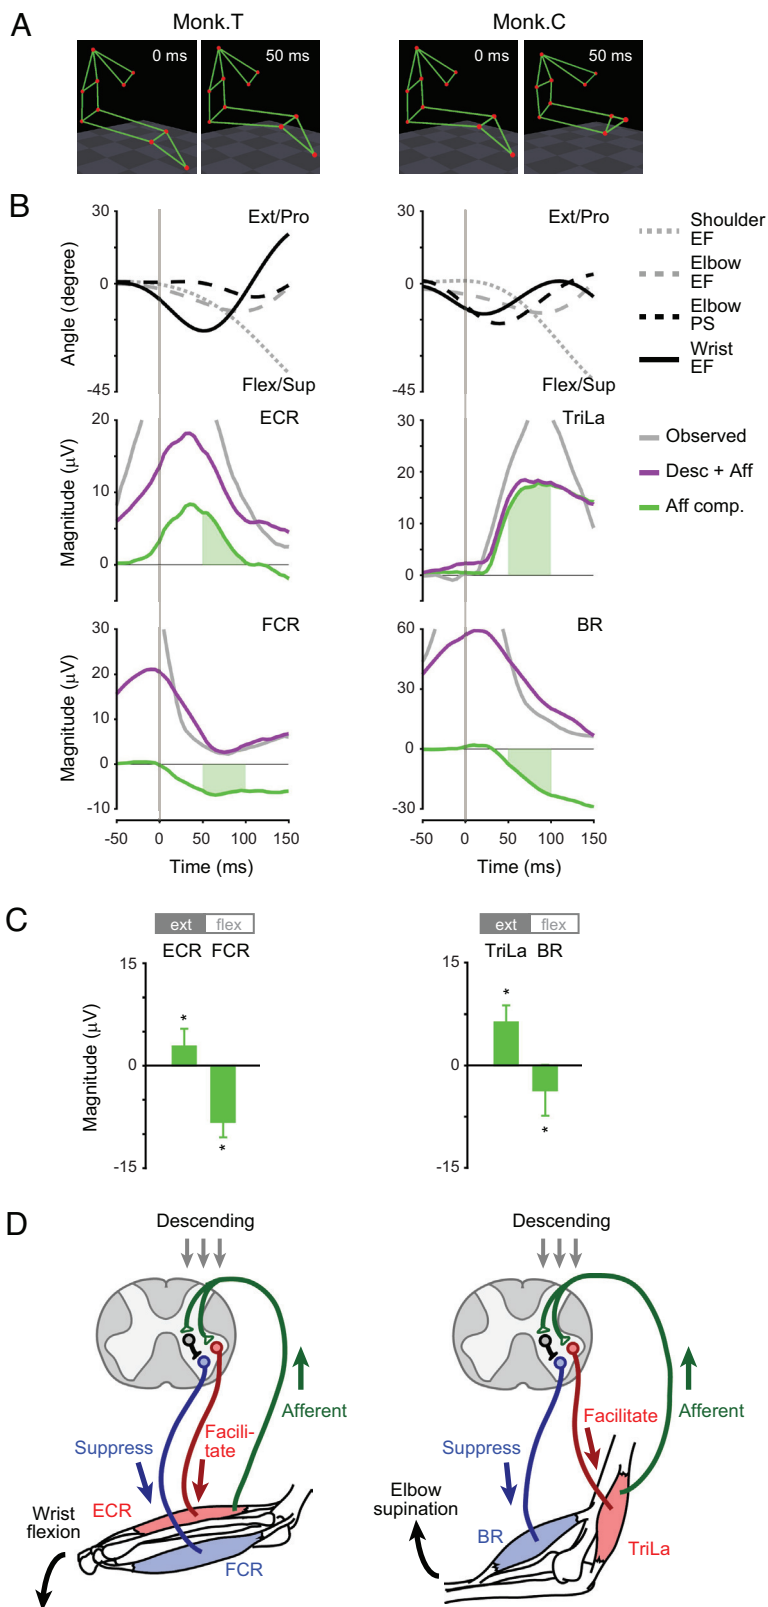 A
Monk.T
Monk.C
0 ms
50 ms
0 ms
50 ms
B
30
0
-45
Angle (degree)
Ext/Pro
Flex/Sup
30
0
-45
Ext/Pro
Flex/Sup
Shoulder
EF
Elbow
EF
Elbow
PS
Wrist
EF
ECR
20
10
0
Magnitude (μV)
TriLa
30
20
10
0
Observed
Desc + Aff
Aff comp.
FCR
30
20
10
0
-10
Magnitude (μV)
-50 0 50 100 150
Time (ms)
BR
60
30
0
-30
-50 0 50 100 150
Time (ms)
C
ext flex
ECR FCR
15
0
-15
Magnitude (μV)
*
*
ext flex
TriLa BR
15
0
-15
*
*
D
Descending
Afferent
Facili-
tate
Suppress
ECR
Wrist
flexion
FCR
Descending
Facilitate
Afferent
Suppress
Elbow
supination
BR
TriLa